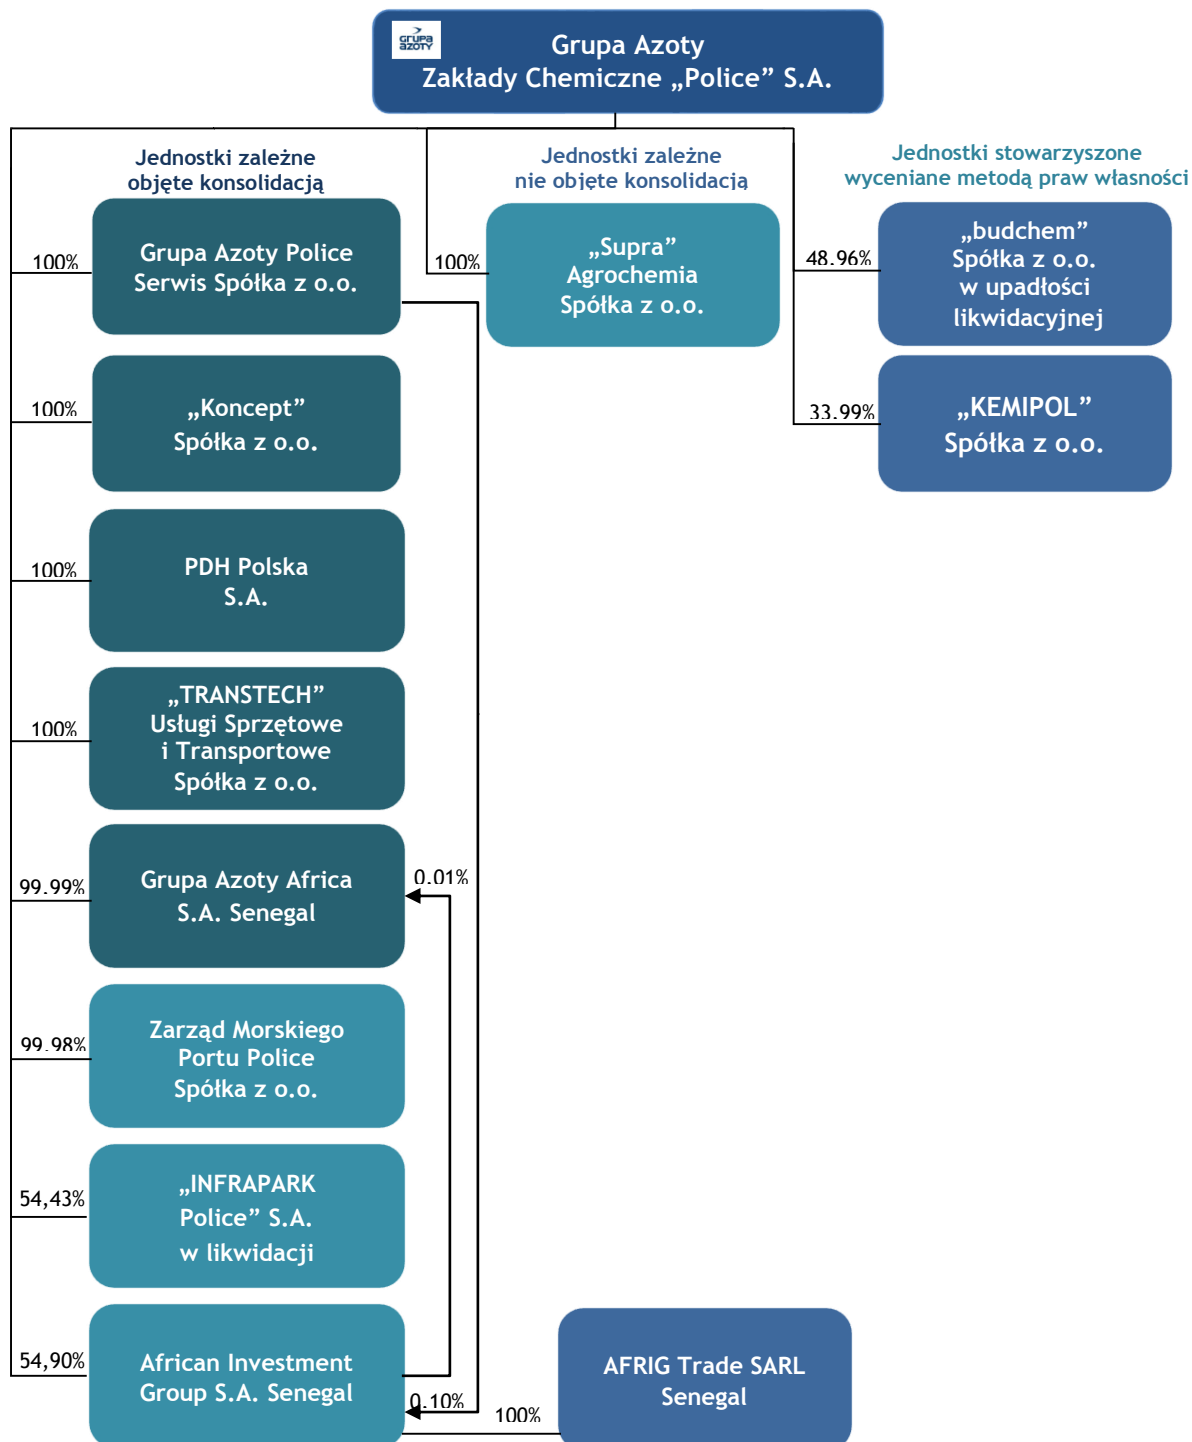 GRUPA
AZOTY
Grupa Azoty
Zakłady Chemiczne „Police” S.A.
Jednostki zależne
objęte konsolidacją
Jednostki zależne
nie objęte konsolidacją
Jednostki stowarzyszone
wyceniane metodą praw własności
100%
Grupa Azoty Police
Serwis Spółka z o.o.
100%
„Supra”
Agrochemia
Spółka z o.o.
48.96%
„budchem”
Spółka z o.o.
w upadłości
likwidacyjnej
100%
„Koncept”
Spółka z o.o.
33.99%
„KEMIPOL”
Spółka z o.o.
100%
PDH Polska
S.A.
100%
„TRANSTECH”
Usługi Sprzętowe
i Transportowe
Spółka z o.o.
99.99%
Grupa Azoty Africa
S.A. Senegal
0.01%
99.98%
Zarząd Morskiego
Portu Police
Spółka z o.o.
54,43%
„INFRAPARK
Police” S.A.
w likwidacji
54,90%
African Investment
Group S.A. Senegal
0.10%
100%
AFRIG Trade SARL
Senegal